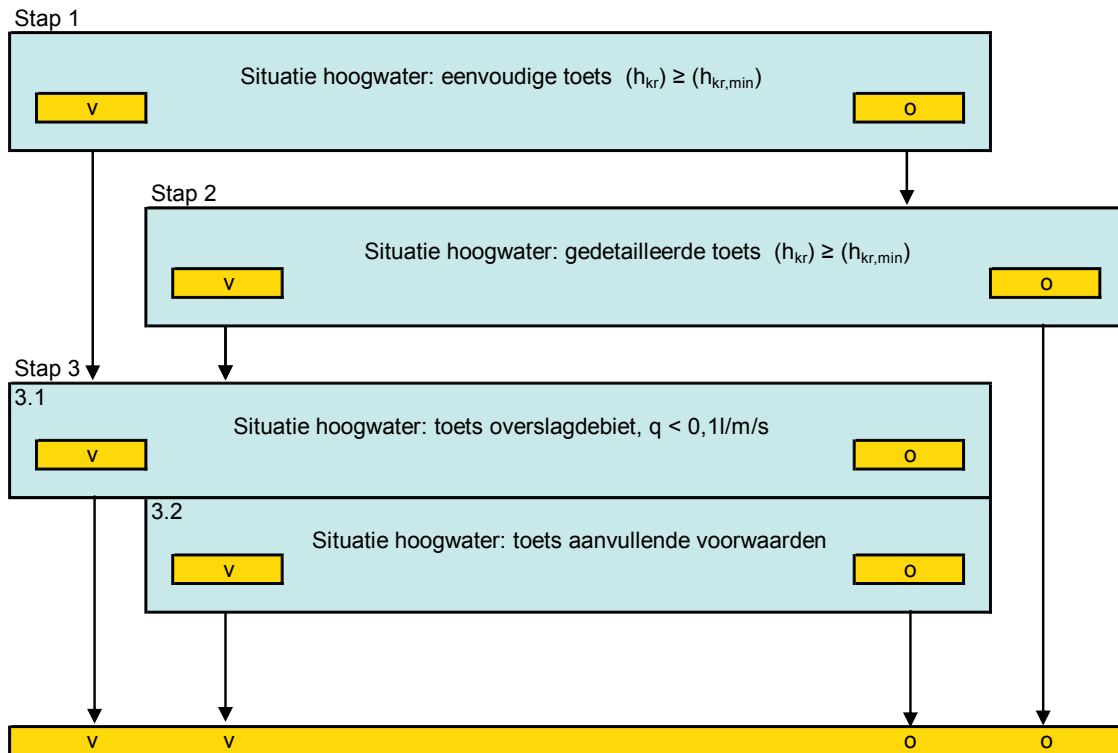 Stap 1
Situatie hoogwater: eenvoudige toets (hkr) ≥ (hkr,min)
v o
Stap 2
Situatie hoogwater: gedetailleerde toets (hkr) ≥ (hkr,min)
v o
Stap 3
3.1
Situatie hoogwater: toets overslagdebiet, q < 0,1l/m/s
v o
3.2
Situatie hoogwater: toets aanvullende voorwaarden
v o
v v o o